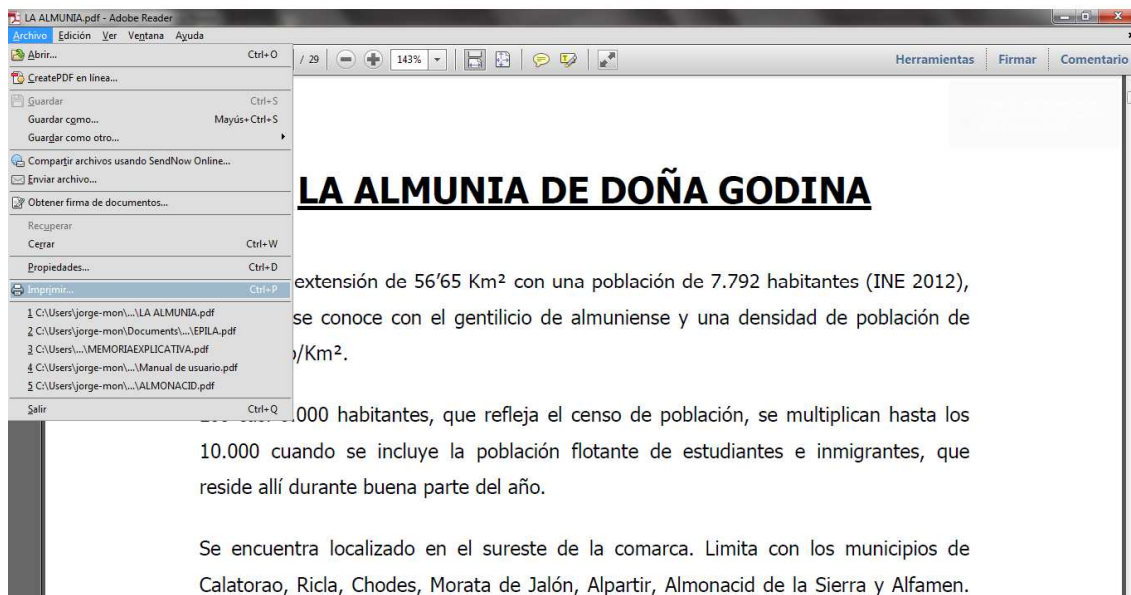 LA ALMUNIA.pdf - Adobe Reader
Archivo Edición Ver Ventana Ayuda
/ 29 143% Herramientas Firmar Comentario
Abrir... Ctrl+O
CreatePDF en línea...
Guardar Ctrl+S
Guardar como... Mayús+Ctrl+S
Guardar como otro...
Compartir archivos usando SendNow Online...
Enviar archivo...
Obtener firma de documentos...
Recuperar
Cerrar Ctrl+W
Propiedades... Ctrl+D
Imprimir... Ctrl+P
1 C:\Users\jorge-mon\...\LA ALMUNIA.pdf
2 C:\Users\jorge-mon\Documents\...\EPILA.pdf
3 C:\Users\...\MEMORIAEXPLICATIVA.pdf
4 C:\Users\jorge-mon\...\Manual de usuario.pdf
5 C:\Users\jorge-mon\...\ALMONACID.pdf
Salir Ctrl+Q
LA ALMUNIA DE DOÑA GODINA
extensión de 56’65 Km² con una población de 7.792 habitantes (INE 2012),
se conoce con el gentilicio de almuniense y una densidad de población de
/Km².
.000 habitantes, que refleja el censo de población, se multiplican hasta los
10.000 cuando se incluye la población flotante de estudiantes e inmigrantes, que
reside allí durante buena parte del año.
Se encuentra localizado en el sureste de la comarca. Limita con los municipios de
Calatorao, Ricla, Chodes, Morata de Jalón, Alpartir, Almonacid de la Sierra y Alfamen.